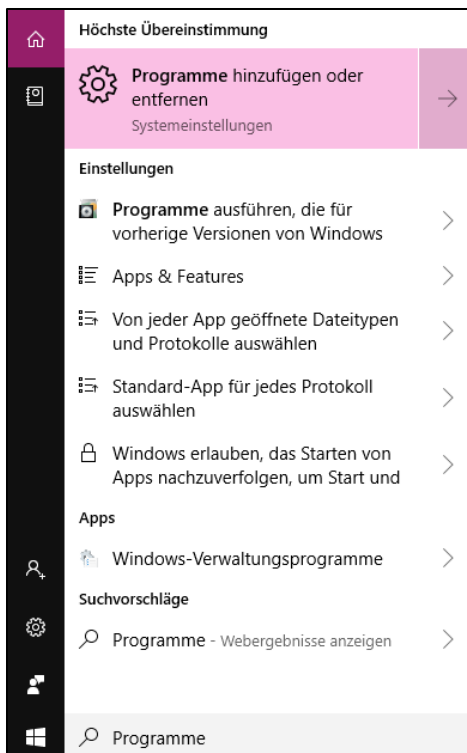 Höchste Übereinstimmung
Programme hinzufügen oder
entfernen
Systemeinstellungen
Einstellungen
Programme ausführen, die für
vorherige Versionen von Windows
Apps & Features
Von jeder App geöffnete Dateitypen
und Protokolle auswählen
Standard-App für jedes Protokoll
auswählen
Windows erlauben, das Starten von
Apps nachzuverfolgen, um Start und
Apps
Windows-Verwaltungsprogramme
Suchvorschläge
Programme - Webergebnisse anzeigen
Programme